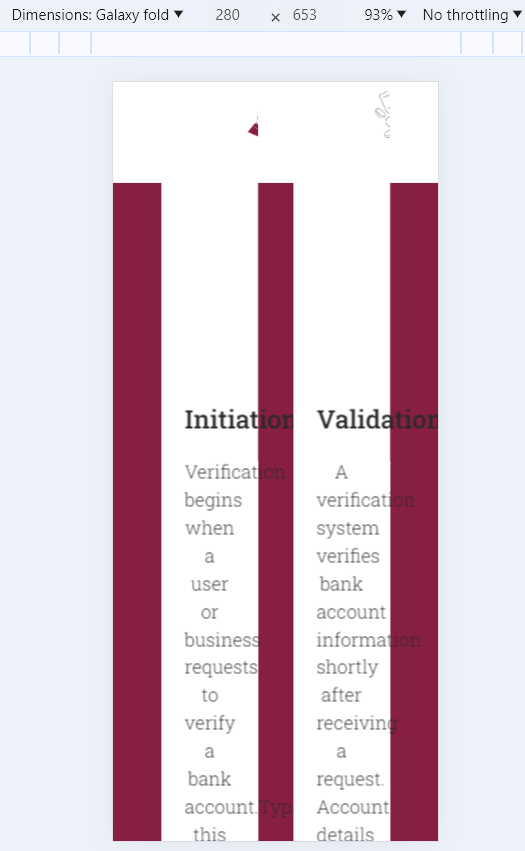 Dimensions: Galaxy fold ▼ 280 × 653 93% ▼ No throttling ▼
Initiation
Verification
begins
when
a
user
or
business
requests
to
verify
a
bank
account.Typ
this
Validation
A
verification
system
verifies
bank
account
information
shortly
after
receiving
a
request.
Account
details